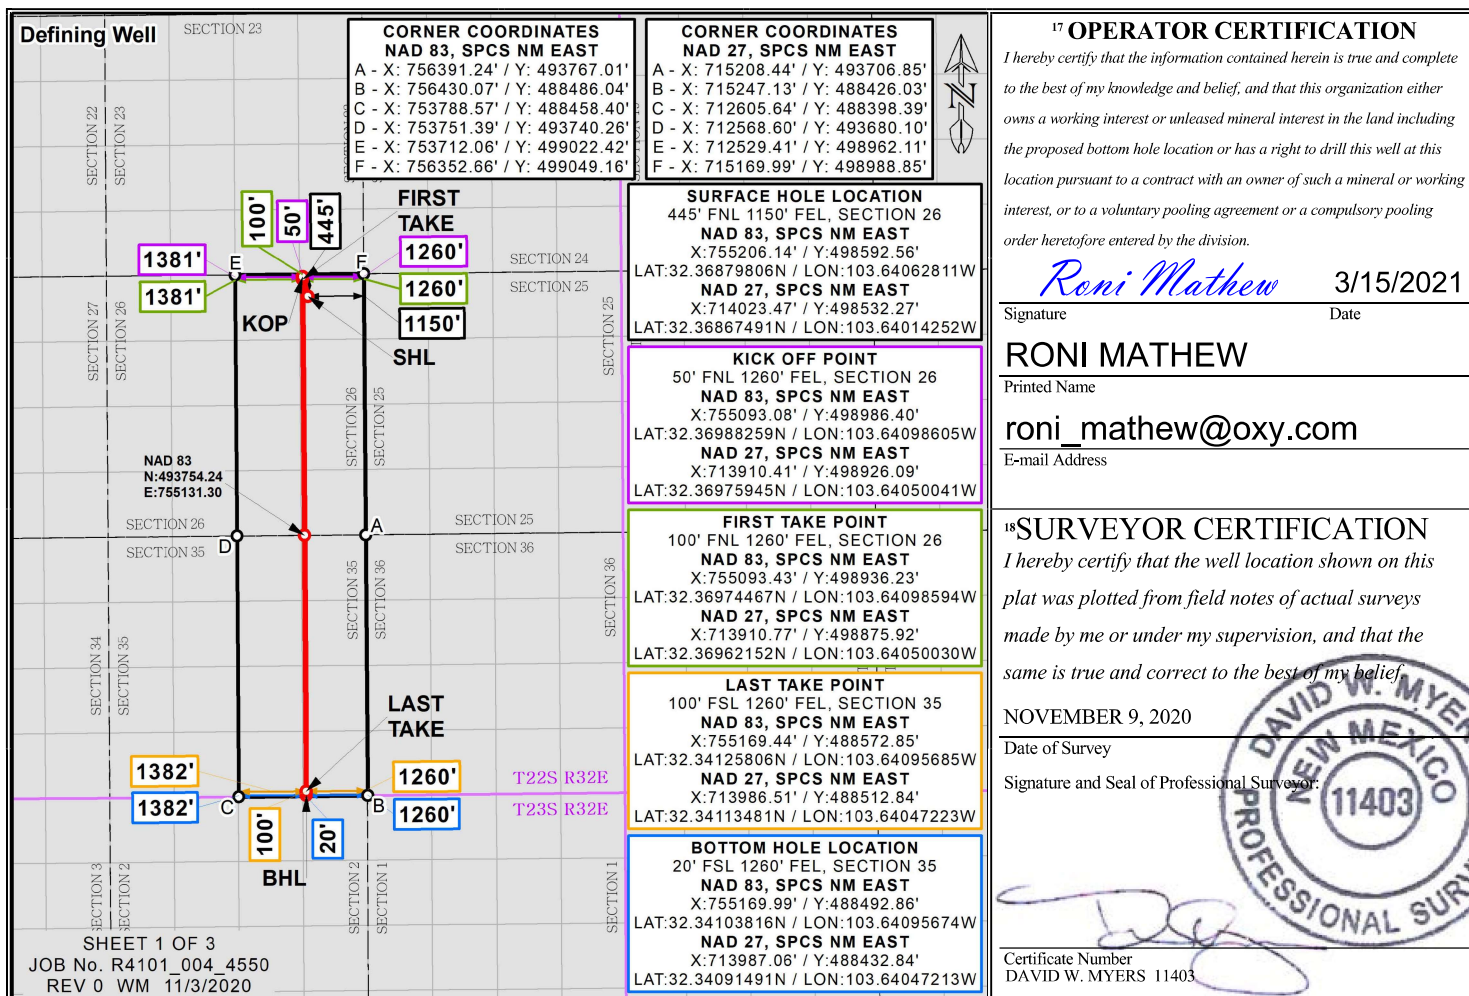 Defining Well
SECTION 23
SECTION 22
SECTION 23
CORNER COORDINATES
NAD 83, SPCS NM EAST
A - X: 756391.24' / Y: 493767.01'
B - X: 756430.07' / Y: 488486.04'
C - X: 753788.57' / Y: 488458.40'
D - X: 753751.39' / Y: 493740.26'
E - X: 753712.06' / Y: 499022.42'
F - X: 756352.66' / Y: 499049.16'
CORNER COORDINATES
NAD 27, SPCS NM EAST
A - X: 715208.44' / Y: 493706.85'
B - X: 715247.13' / Y: 488426.03'
C - X: 712605.64' / Y: 488398.39'
D - X: 712568.60' / Y: 493680.10'
E - X: 712529.41' / Y: 498962.11'
F - X: 715169.99' / Y: 498988.85'
N
100'
50'
445'
FIRST
TAKE
1381'
E
F
1260'
SECTION 24
1381'
1260'
SECTION 25
KOP
1150'
SHL
SECTION 27
SECTION 26
SECTION 26
SECTION 25
SECTION 25
NAD 83
N:493754.24
E:755131.30
SECTION 26
A
SECTION 25
D
SECTION 35
SECTION 36
SECTION 34
SECTION 35
SECTION 35
SECTION 36
SECTION 36
LAST
TAKE
1382'
1260'
T22S R32E
1382'
C
B
1260'
T23S R32E
100'
20'
BHL
SECTION 3
SECTION 2
SECTION 2
SECTION 1
SECTION 1
SHEET 1 OF 3
JOB No. R4101_004_4550
REV 0 WM 11/3/2020
SURFACE HOLE LOCATION
445' FNL 1150' FEL, SECTION 26
NAD 83, SPCS NM EAST
X:755206.14' / Y:498592.56'
LAT:32.36879806N / LON:103.64062811W
NAD 27, SPCS NM EAST
X:714023.47' / Y:498532.27'
LAT:32.36867491N / LON:103.64014252W
KICK OFF POINT
50' FNL 1260' FEL, SECTION 26
NAD 83, SPCS NM EAST
X:755093.08' / Y:498986.40'
LAT:32.36988259N / LON:103.64098605W
NAD 27, SPCS NM EAST
X:713910.41' / Y:498926.09'
LAT:32.36975945N / LON:103.64050041W
FIRST TAKE POINT
100' FNL 1260' FEL, SECTION 26
NAD 83, SPCS NM EAST
X:755093.43' / Y:498936.23'
LAT:32.36974467N / LON:103.64098594W
NAD 27, SPCS NM EAST
X:713910.77' / Y:498875.92'
LAT:32.36962152N / LON:103.64050030W
LAST TAKE POINT
100' FSL 1260' FEL, SECTION 35
NAD 83, SPCS NM EAST
X:755169.44' / Y:488572.85'
LAT:32.34125806N / LON:103.64095685W
NAD 27, SPCS NM EAST
X:713986.51' / Y:488512.84'
LAT:32.34113481N / LON:103.64047223W
BOTTOM HOLE LOCATION
20' FSL 1260' FEL, SECTION 35
NAD 83, SPCS NM EAST
X:755169.99' / Y:488492.86'
LAT:32.34103816N / LON:103.64095674W
NAD 27, SPCS NM EAST
X:713987.06' / Y:488432.84'
LAT:32.34091491N / LON:103.64047213W
17 OPERATOR CERTIFICATION
I hereby certify that the information contained herein is true and complete
to the best of my knowledge and belief, and that this organization either
owns a working interest or unleased mineral interest in the land including
the proposed bottom hole location or has a right to drill this well at this
location pursuant to a contract with an owner of such a mineral or working
interest, or to a voluntary pooling agreement or a compulsory pooling
order heretofore entered by the division.
Roni Mathew 3/15/2021
Signature Date
RONI MATHEW
Printed Name
roni_mathew@oxy.com
E-mail Address
18 SURVEYOR CERTIFICATION
I hereby certify that the well location shown on this
plat was plotted from field notes of actual surveys
made by me or under my supervision, and that the
same is true and correct to the best of my belief.
NOVEMBER 9, 2020
Date of Survey
Signature and Seal of Professional Surveyor:
DAVID W. MYER
NEW MEXICO
11403
PROFESSIONAL SURV
Certificate Number
DAVID W. MYERS 11403